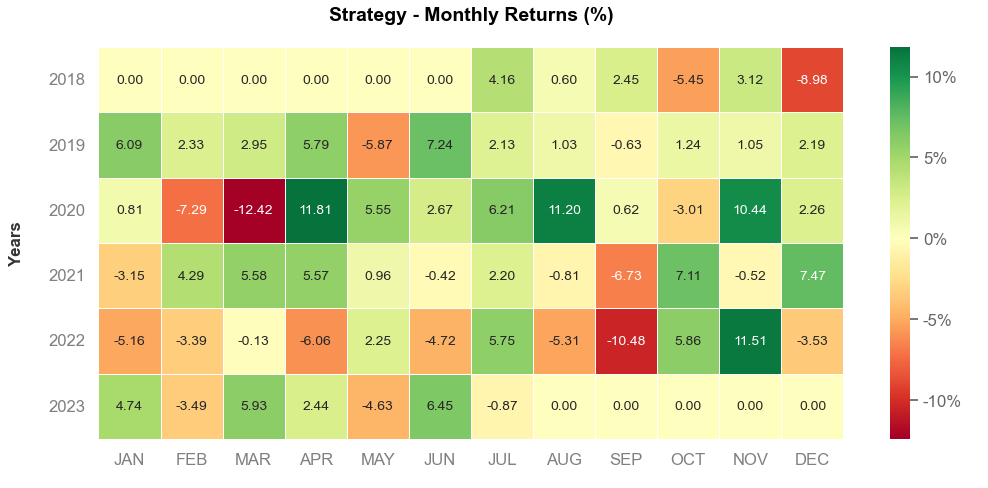 Strategy - Monthly Returns (%)
Years
2018 0.00 0.00 0.00 0.00 0.00 0.00 4.16 0.60 2.45 -5.45 3.12 -8.98
2019 6.09 2.33 2.95 5.79 -5.87 7.24 2.13 1.03 -0.63 1.24 1.05 2.19
2020 0.81 -7.29 -12.42 11.81 5.55 2.67 6.21 11.20 0.62 -3.01 10.44 2.26
2021 -3.15 4.29 5.58 5.57 0.96 -0.42 2.20 -0.81 -6.73 7.11 -0.52 7.47
2022 -5.16 -3.39 -0.13 -6.06 2.25 -4.72 5.75 -5.31 -10.48 5.86 11.51 -3.53
2023 4.74 -3.49 5.93 2.44 -4.63 6.45 -0.87 0.00 0.00 0.00 0.00 0.00
JAN FEB MAR APR MAY JUN JUL AUG SEP OCT NOV DEC
10%
5%
0%
-5%
-10%